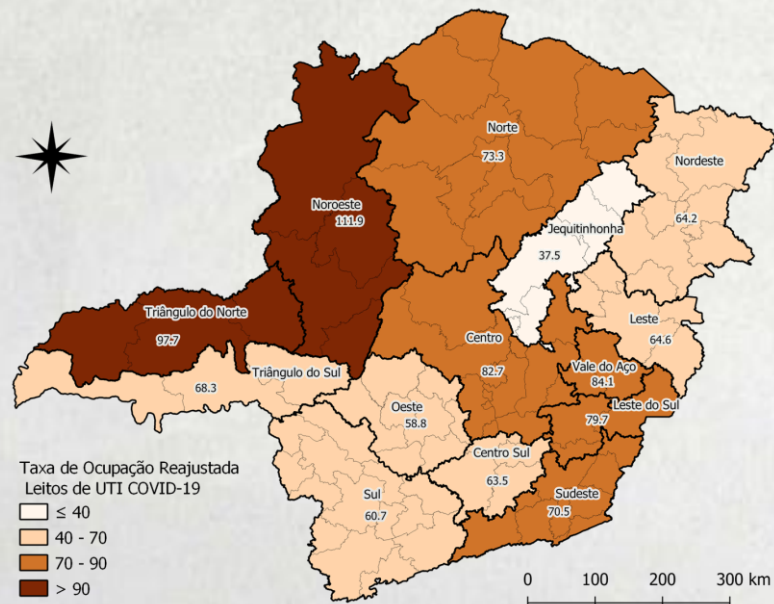 Norte
73.3
Nordeste
64.2
Noroeste
111.9
Jequitinhonha
37.5
Triângulo do Norte
97.7
Leste
64.6
Centro
82.7
Vale do Aço
84.1
Triângulo do Sul
68.3
Oeste
58.8
Leste do Sul
79.7
Centro Sul
63.5
Sul
60.7
Sudeste
70.5
Taxa de Ocupação Reajustada
Leitos de UTI COVID-19
≤ 40
40 - 70
70 - 90
> 90
0 100 200 300 km